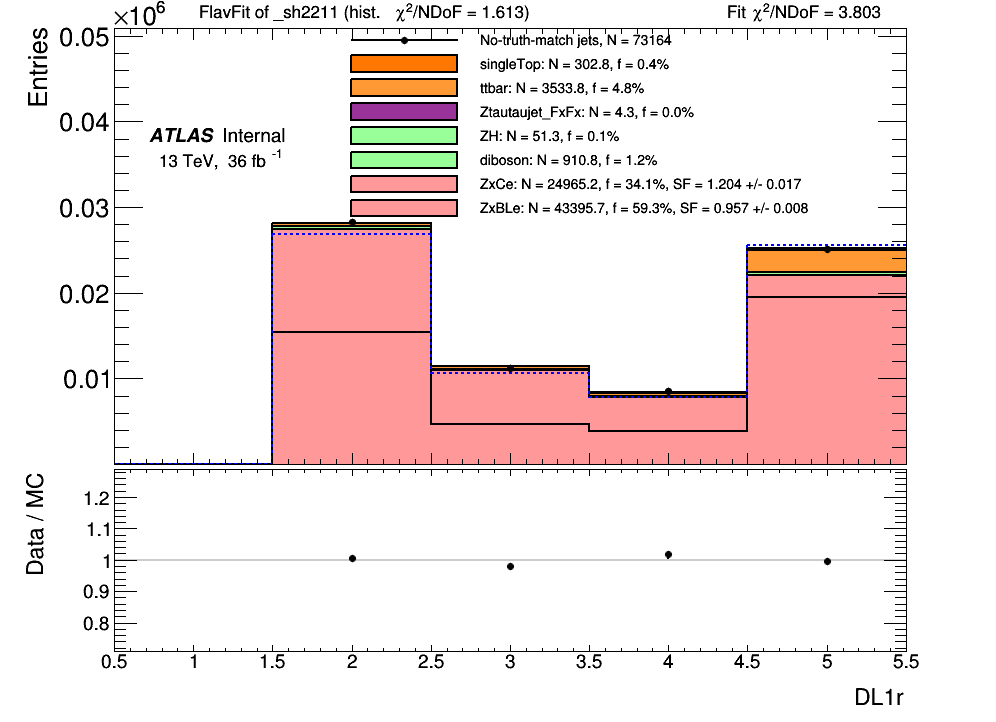 FlavFit of _sh2211 (hist. χ²/NDoF = 1.613)
Fit χ²/NDoF = 3.803
×10⁶
Entries
0.05
0.04
0.03
0.02
0.01
ATLAS Internal
13 TeV, 36 fb⁻¹
No-truth-match jets, N = 73164
singleTop: N = 302.8, f = 0.4%
ttbar: N = 3533.8, f = 4.8%
Ztautaujet_FxFx: N = 4.3, f = 0.0%
ZH: N = 51.3, f = 0.1%
diboson: N = 910.8, f = 1.2%
ZxCe: N = 24965.2, f = 34.1%, SF = 1.204 +/- 0.017
ZxBLe: N = 43395.7, f = 59.3%, SF = 0.957 +/- 0.008
Data / MC
1.2
1.1
1
0.9
0.8
0.5 1 1.5 2 2.5 3 3.5 4 4.5 5 5.5
DL1r